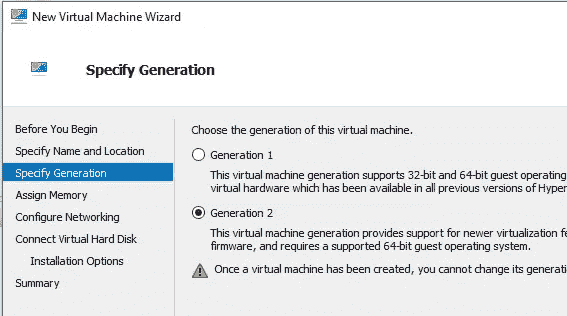 New Virtual Machine Wizard
Specify Generation
Before You Begin
Specify Name and Location
Specify Generation
Assign Memory
Configure Networking
Connect Virtual Hard Disk
Installation Options
Summary
Choose the generation of this virtual machine.
Generation 1
This virtual machine generation supports 32-bit and 64-bit guest operating
virtual hardware which has been available in all previous versions of Hyper
Generation 2
This virtual machine generation provides support for newer virtualization fe
firmware, and requires a supported 64-bit guest operating system.
Once a virtual machine has been created, you cannot change its generati